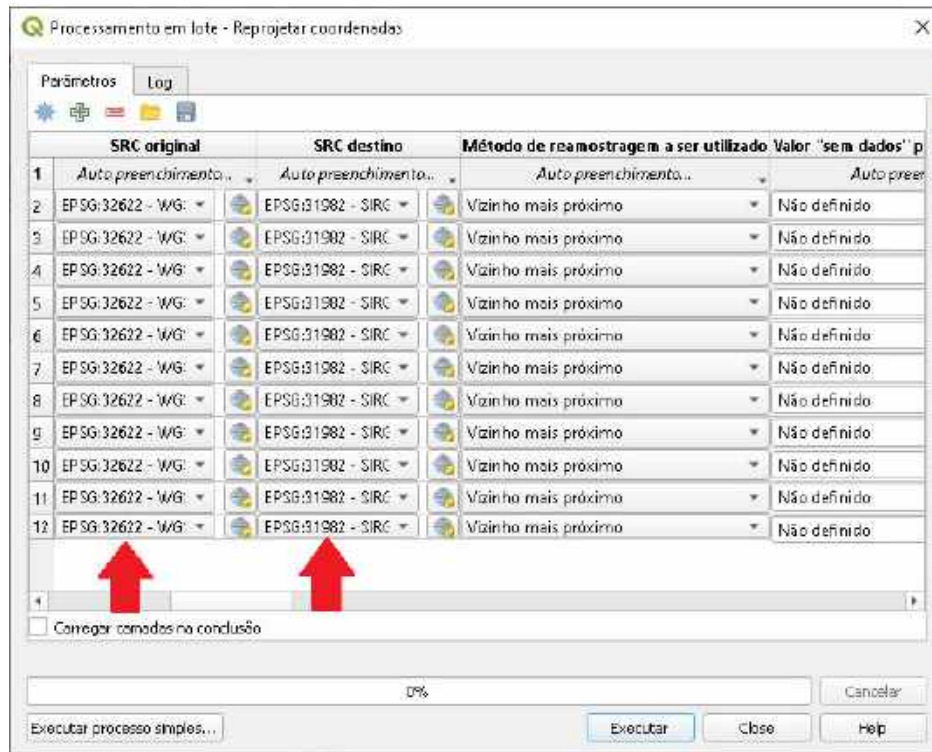 Processamento em lote - Reprojetar coordenadas
Parâmetros Log
SRC original SRC destino Método de reamostragem a ser utilizado Valor "sem dados" p
1 Auto preenchimento... Auto preenchimento... Auto preenchimento... Auto preer
2 EPSG:32622 - WG: EPSG:31982 - SIRC Vizinho mais próximo Não definido
3 EPSG:32622 - WG: EPSG:31982 - SIRC Vizinho mais próximo Não definido
4 EPSG:32622 - WG: EPSG:31982 - SIRC Vizinho mais próximo Não definido
5 EPSG:32622 - WG: EPSG:31982 - SIRC Vizinho mais próximo Não definido
6 EPSG:32622 - WG: EPSG:31982 - SIRC Vizinho mais próximo Não definido
7 EPSG:32622 - WG: EPSG:31982 - SIRC Vizinho mais próximo Não definido
8 EPSG:32622 - WG: EPSG:31982 - SIRC Vizinho mais próximo Não definido
9 EPSG:32622 - WG: EPSG:31982 - SIRC Vizinho mais próximo Não definido
10 EPSG:32622 - WG: EPSG:31982 - SIRC Vizinho mais próximo Não definido
11 EPSG:32622 - WG: EPSG:31982 - SIRC Vizinho mais próximo Não definido
12 EPSG:32622 - WG: EPSG:31982 - SIRC Vizinho mais próximo Não definido
Carregar camadas na conclusão
0% Cancelar
Executar processo simples... Executar Close Help